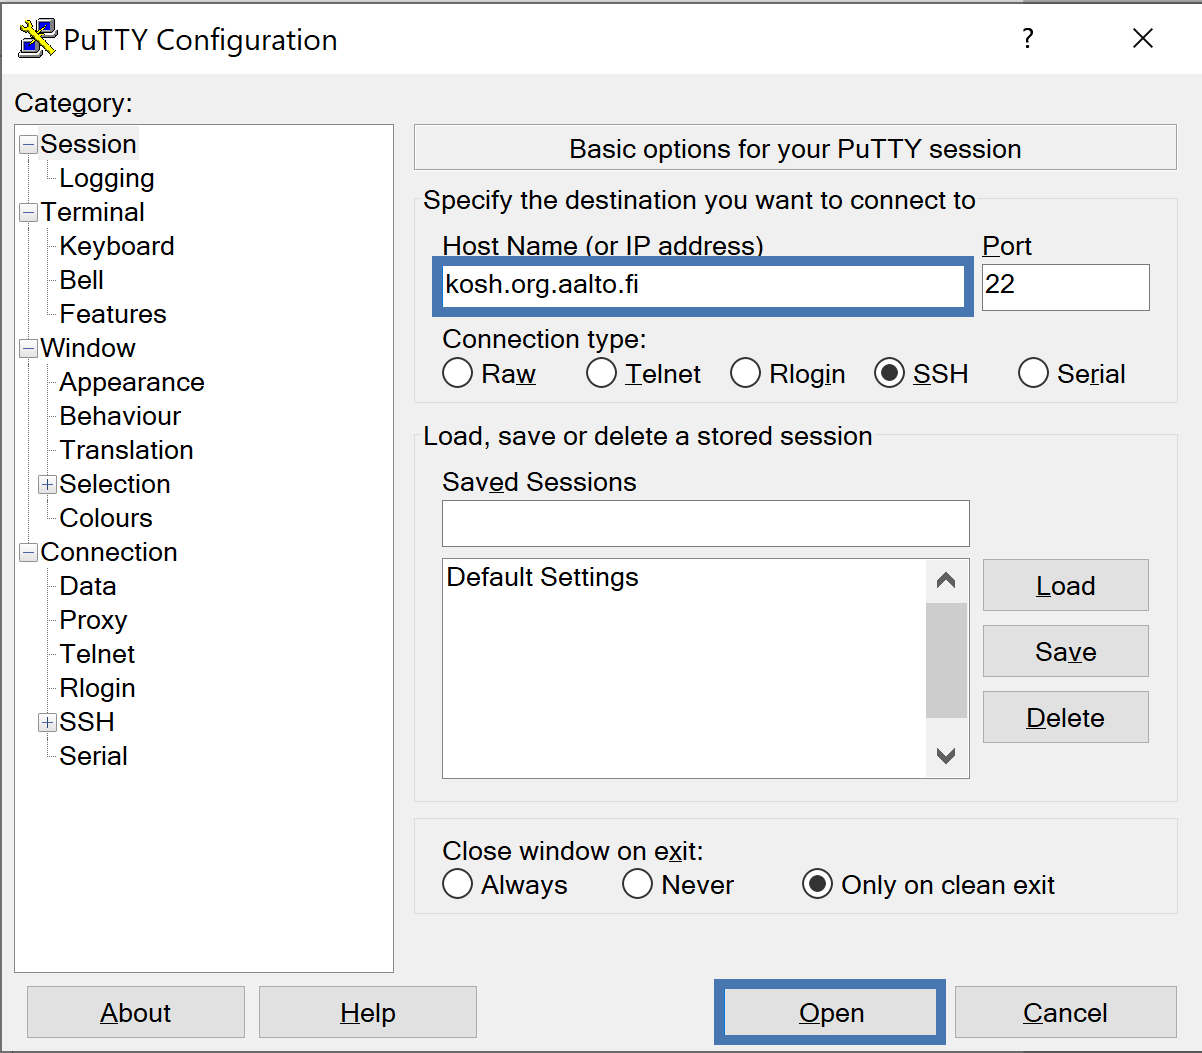 PuTTY Configuration
?
Category:
Session
Logging
Terminal
Keyboard
Bell
Features
Window
Appearance
Behaviour
Translation
Selection
Colours
Connection
Data
Proxy
Telnet
Rlogin
SSH
Serial
Basic options for your PuTTY session
Specify the destination you want to connect to
Host Name (or IP address) Port
kosh.org.aalto.fi 22
Connection type:
Raw Telnet Rlogin SSH Serial
Load, save or delete a stored session
Saved Sessions
Default Settings
Load
Save
Delete
Close window on exit:
Always Never Only on clean exit
About Help Open Cancel